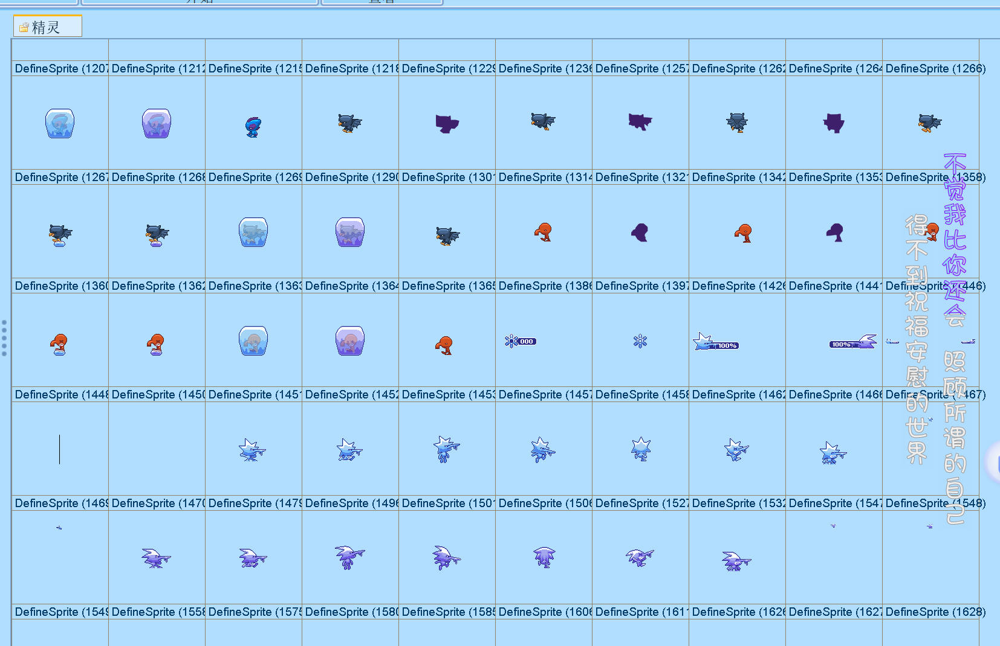 开始
查看
精灵
DefineSprite (1207 DefineSprite (1212 DefineSprite (1215 DefineSprite (1218 DefineSprite (1229 DefineSprite (1236 DefineSprite (1257 DefineSprite (1262 DefineSprite (1264 DefineSprite (1266)
DefineSprite (1267 DefineSprite (1268 DefineSprite (1269 DefineSprite (1290 DefineSprite (1301 DefineSprite (1314 DefineSprite (1321 DefineSprite (1342 DefineSprite (1353 DefineSprite (1358)
DefineSprite (1360 DefineSprite (1362 DefineSprite (1363 DefineSprite (1364 DefineSprite (1365 DefineSprite (1386 DefineSprite (1397 DefineSprite (1426 DefineSprite (1441 DefineSprite (1446)
000
100%
100%
DefineSprite (1448 DefineSprite (1450 DefineSprite (1451 DefineSprite (1452 DefineSprite (1453 DefineSprite (1457 DefineSprite (1458 DefineSprite (1462 DefineSprite (1466 DefineSprite (1467)
DefineSprite (1469 DefineSprite (1470 DefineSprite (1479 DefineSprite (1496 DefineSprite (1501 DefineSprite (1506 DefineSprite (1527 DefineSprite (1532 DefineSprite (1547 DefineSprite (1548)
DefineSprite (1549 DefineSprite (1558 DefineSprite (1575 DefineSprite (1580 DefineSprite (1585 DefineSprite (1606 DefineSprite (1611 DefineSprite (1626 DefineSprite (1627 DefineSprite (1628)
不觉我比你还会 照顾所谓的自己
得不到祝福安慰的世界